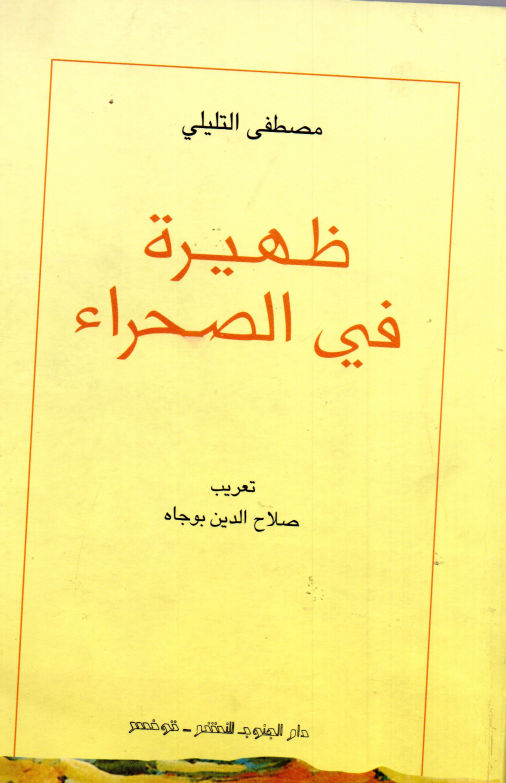 مصطفى التليلي
ظهيرة
في الصحراء
تعريب
صلاح الدين بوجاه
دار الجنوب للنشر - تونس